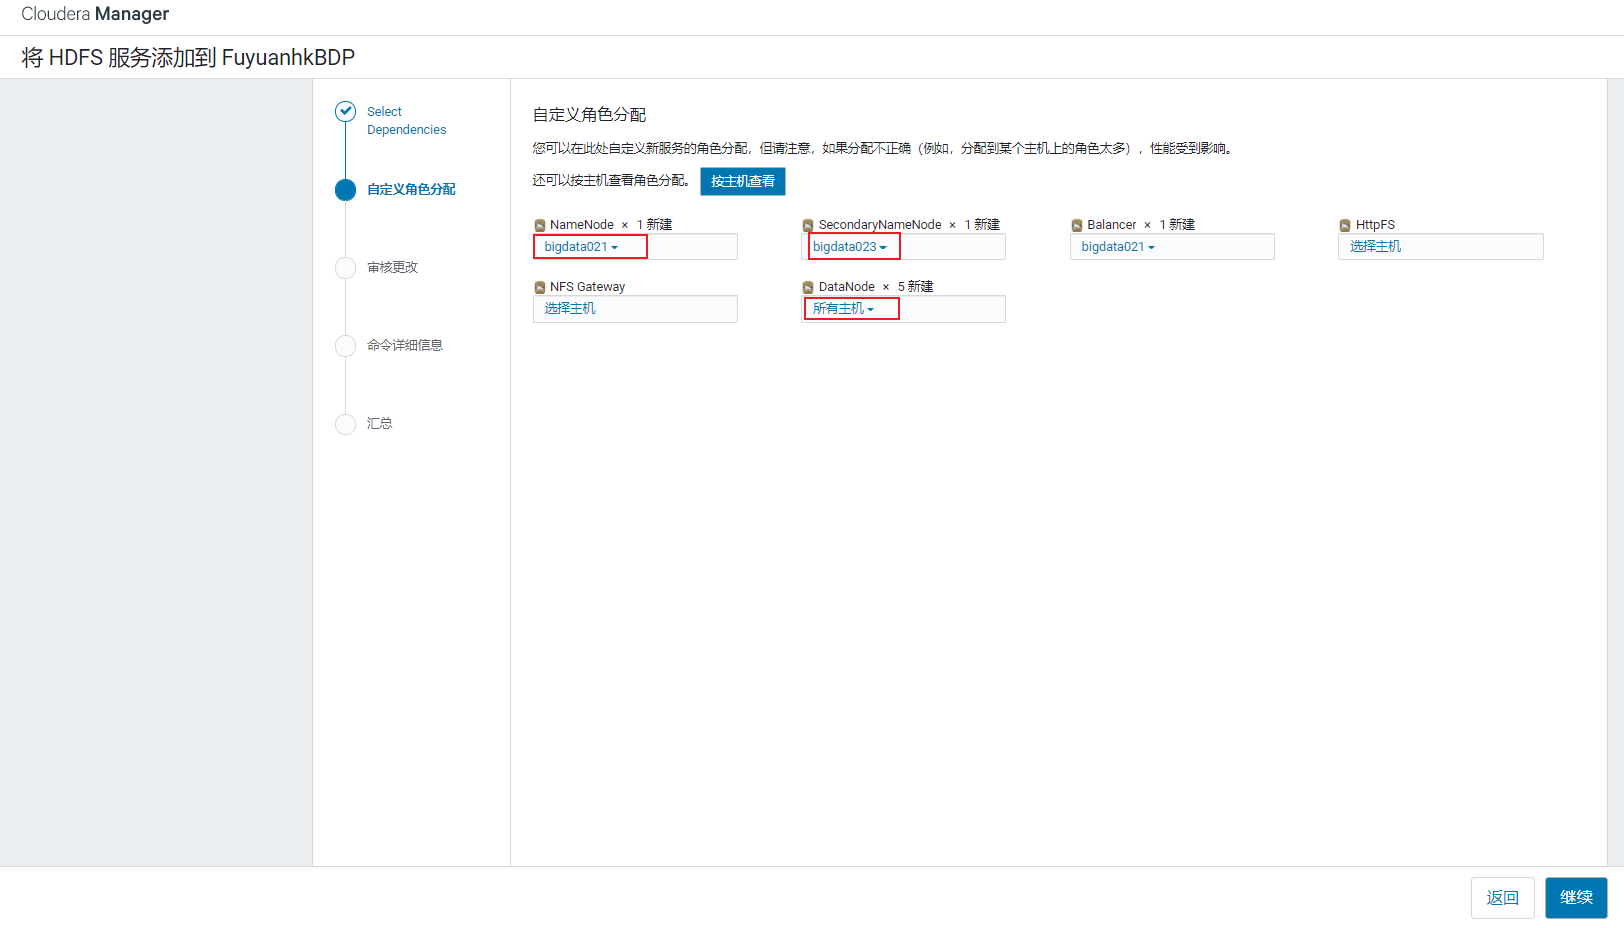 Cloudera Manager
将 HDFS 服务添加到 FuyuanhkBDP
Select
Dependencies
自定义角色分配
审核更改
命令详细信息
汇总
自定义角色分配
您可以在此处自定义新服务的角色分配，但请注意，如果分配不正确（例如，分配到某个主机上的角色太多），性能受到影响。
还可以按主机查看角色分配。 按主机查看
NameNode × 1 新建
bigdata021
SecondaryNameNode × 1 新建
bigdata023
Balancer × 1 新建
bigdata021
HttpFS
选择主机
NFS Gateway
选择主机
DataNode × 5 新建
所有主机
返回
继续